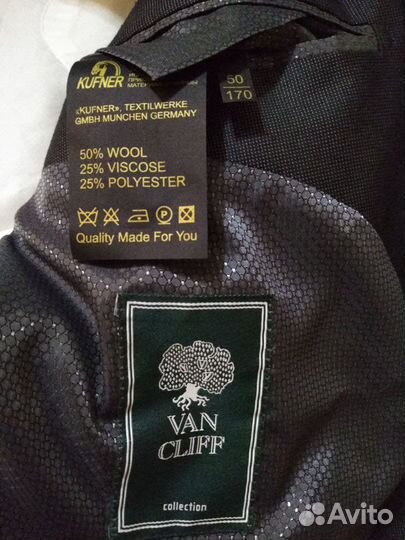 KUFNER
50
170
«KUFNER», TEXTILWERKE
GMBH MUNCHEN GERMANY
50% WOOL
25% VISCOSE
25% POLYESTER
P
Quality Made For You
VAN
CLIFF
collection
Avito